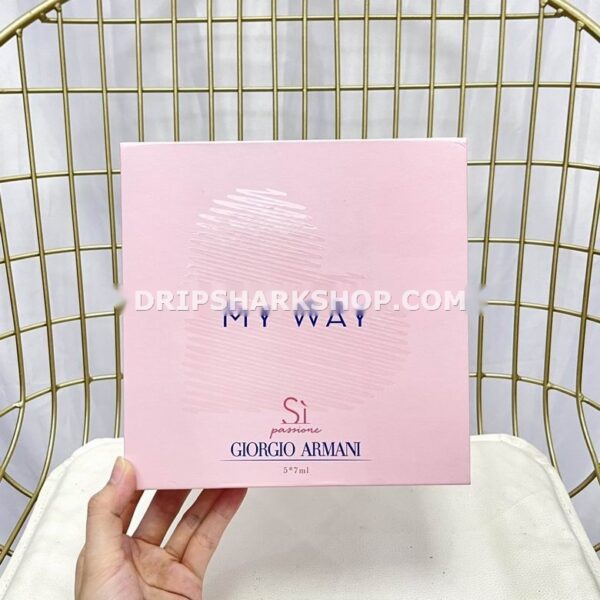 DRIPSHARKSHOP.COM
MY WAY
Sì
passione
GIORGIO ARMANI
5*7ml